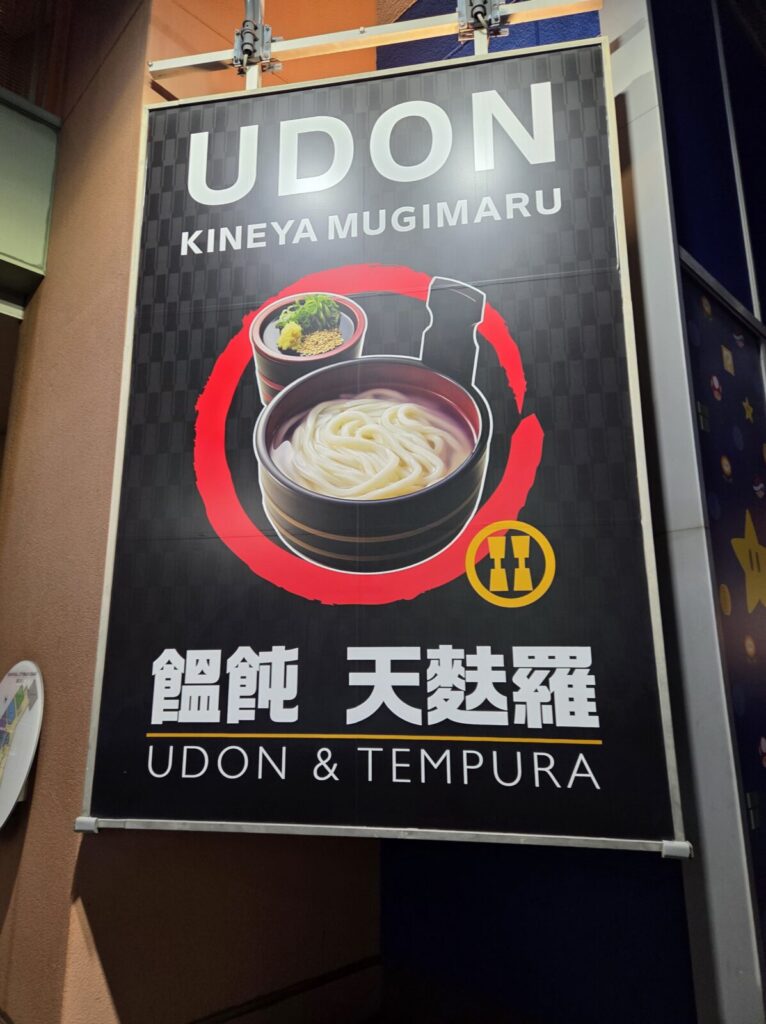 UDON
KINEYA MUGIMARU
饂飩 天麩羅
UDON & TEMPURA